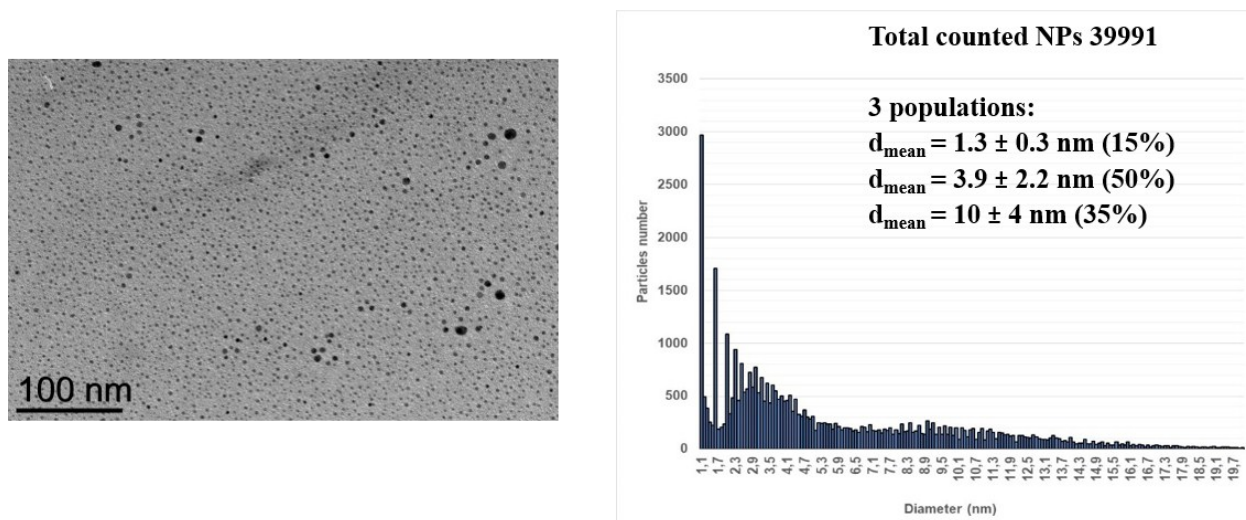 100 nm
Total counted NPs 39991
3 populations:
dmean = 1.3 ± 0.3 nm (15%)
dmean = 3.9 ± 2.2 nm (50%)
dmean = 10 ± 4 nm (35%)
3500
3000
2500
2000
1500
1000
500
0
Particles number
1,1 1,7 2,3 2,9 3,5 4,1 4,7 5,3 5,9 6,5 7,1 7,7 8,3 8,9 9,5 10,1 10,7 11,3 11,9 12,5 13,1 13,7 14,3 14,9 15,5 16,1 16,7 17,3 17,9 18,5 19,1 19,7
Diameter (nm)